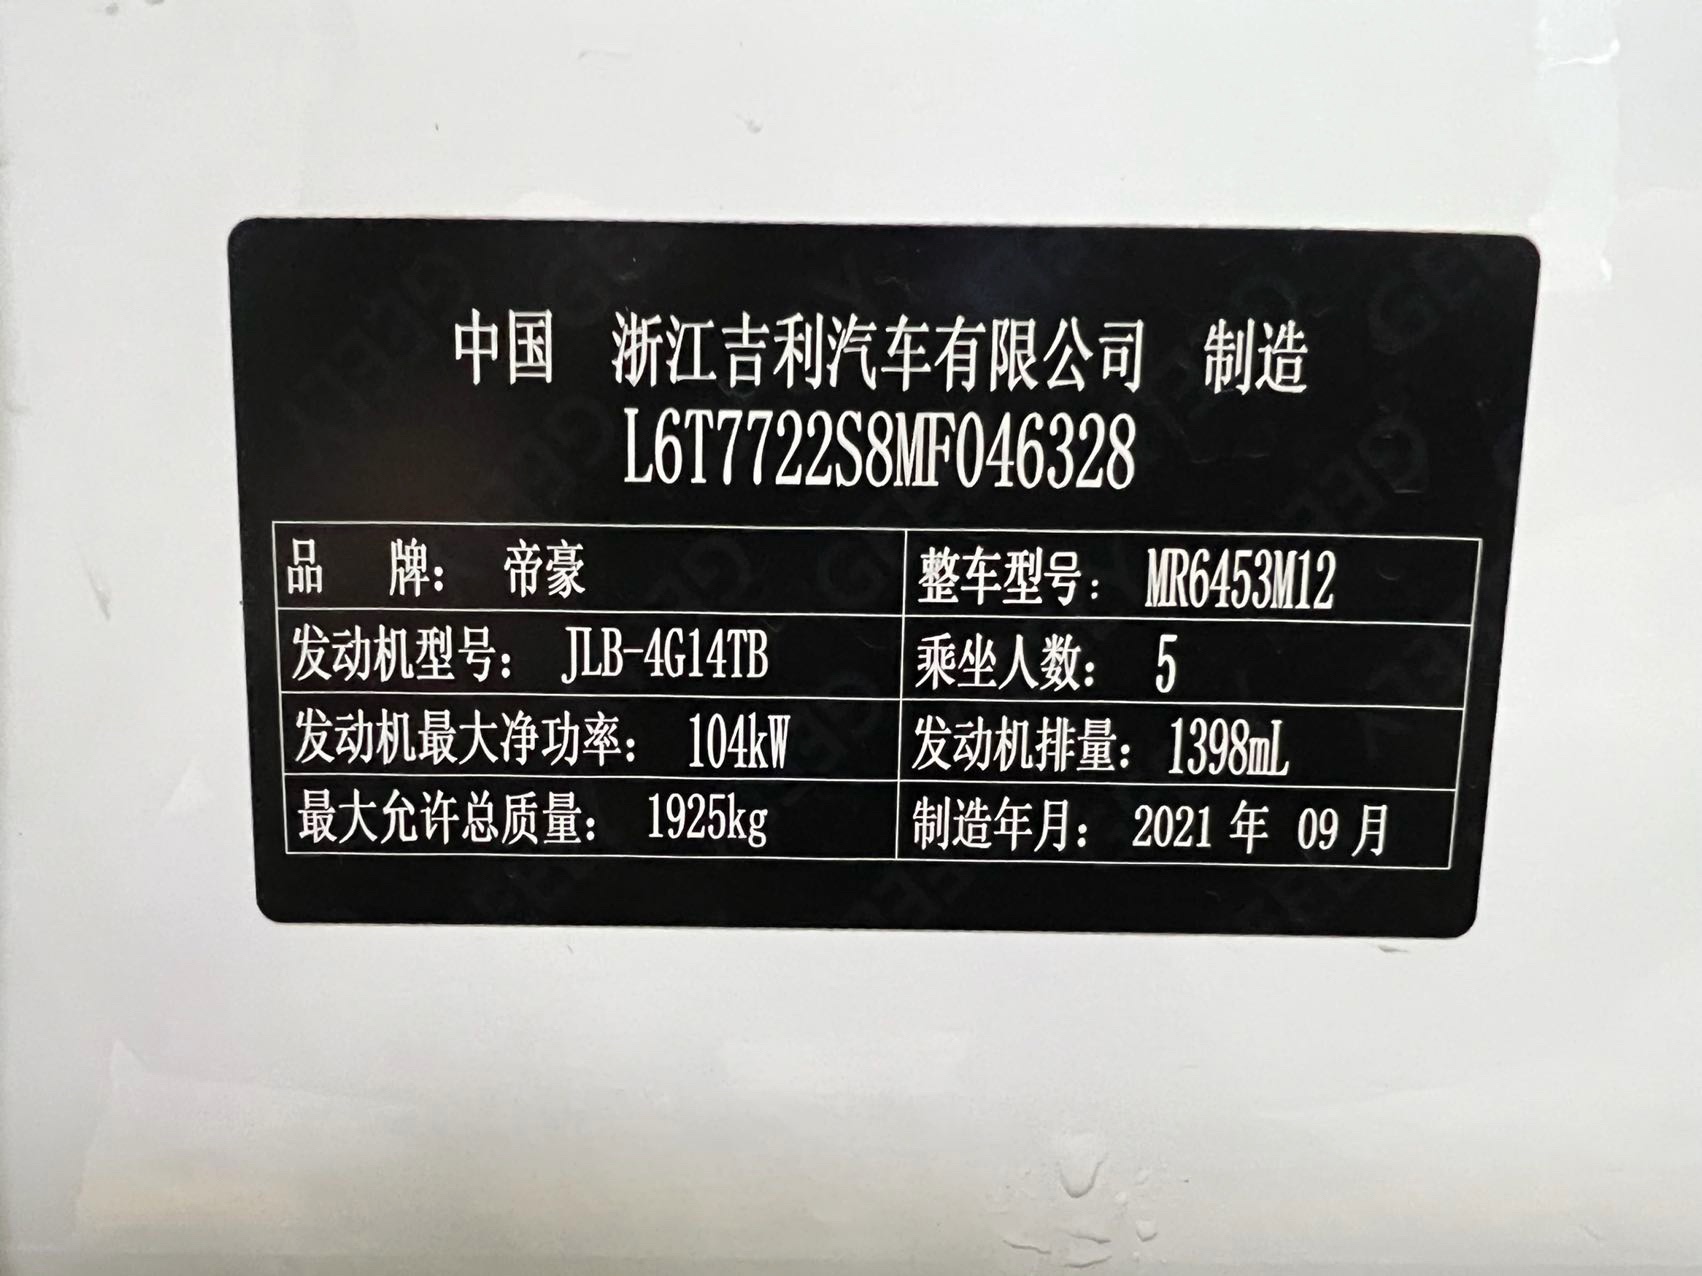 中国 浙江吉利汽车有限公司 制造
L6T7722S8MF046328
品 牌： 帝豪 整车型号： MR6453M12
发动机型号： JLB-4G14TB 乘坐人数： 5
发动机最大净功率： 104kW 发动机排量： 1398mL
最大允许总质量： 1925kg 制造年月： 2021 年 09 月